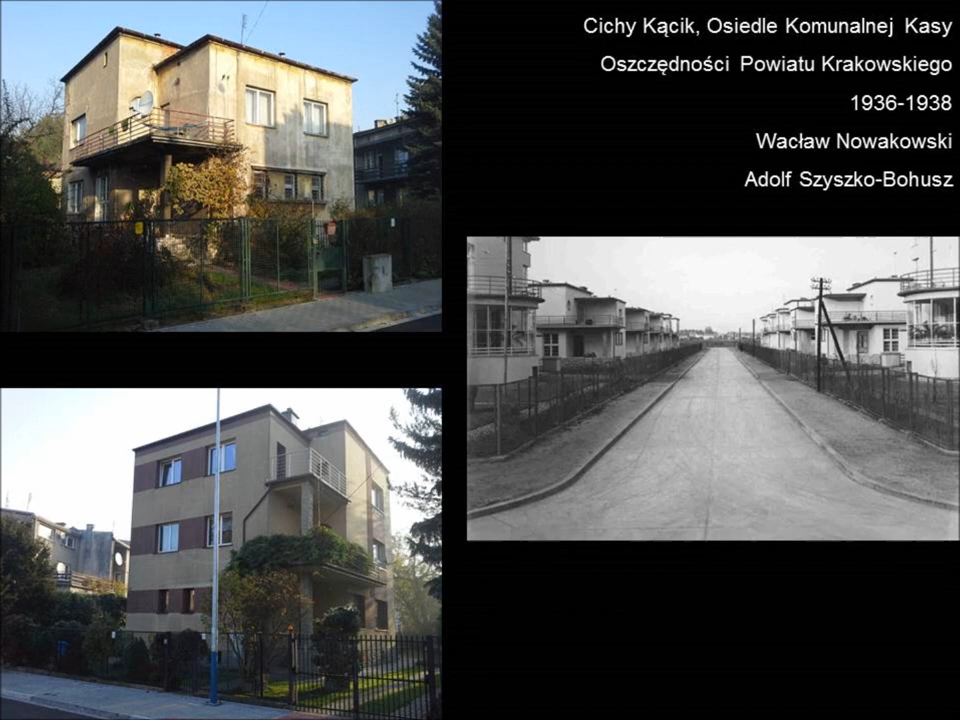 Cichy Kącik, Osiedle Komunalnej Kasy
Oszczędności Powiatu Krakowskiego
1936-1938
Wacław Nowakowski
Adolf Szyszko-Bohusz